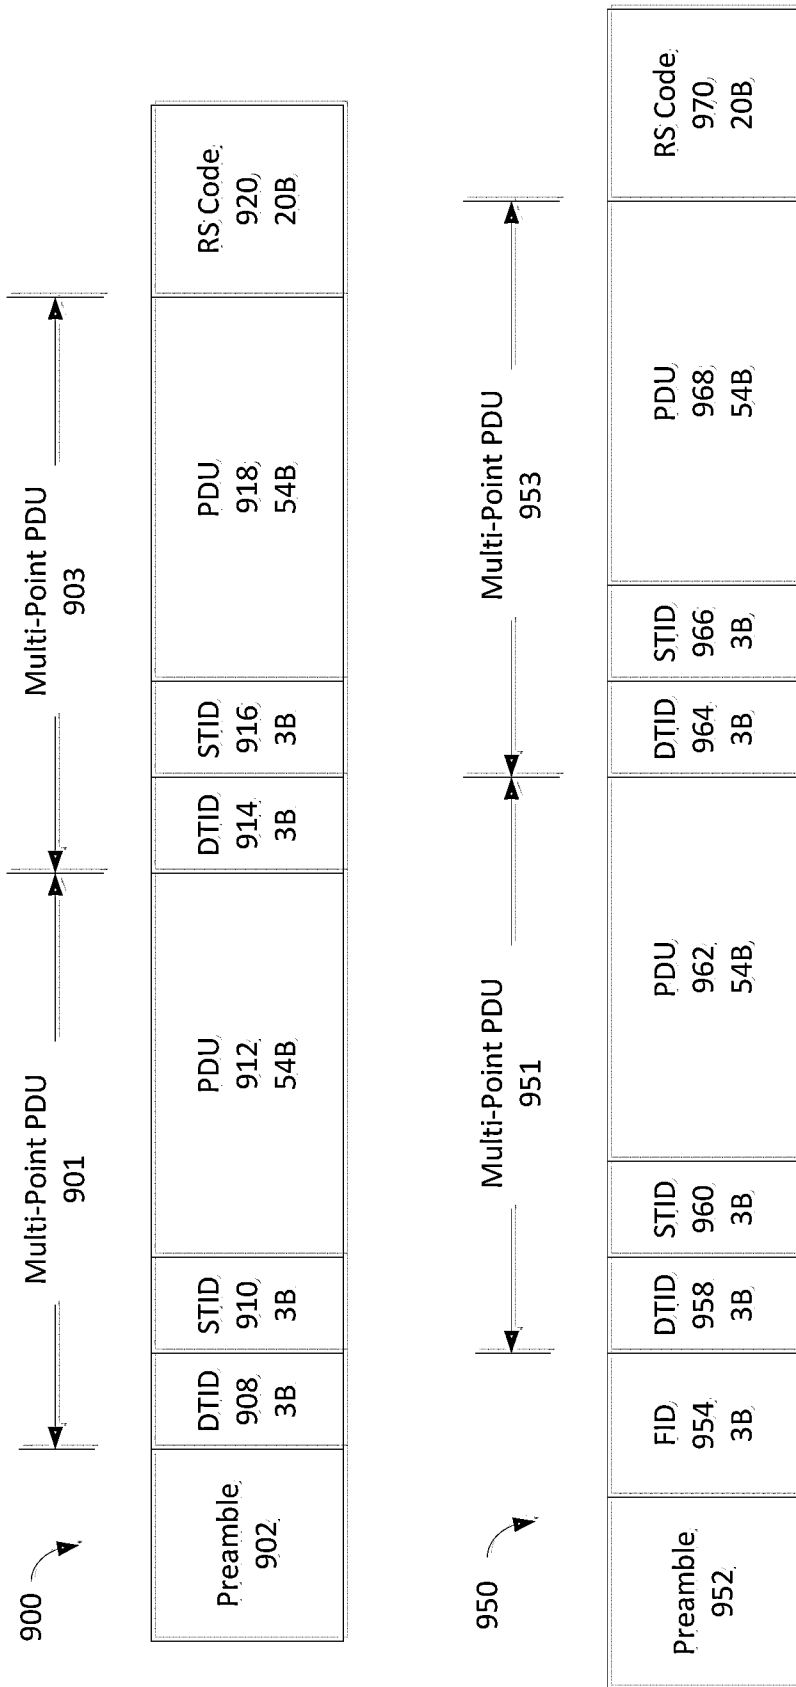 900
Multi-Point PDU
901
Multi-Point PDU
903
Preamble
902
DTID
908
3B
STID
910
3B
PDU
912
54B
DTID
914
3B
STID
916
3B
PDU
918
54B
RS Code
920
20B
950
Multi-Point PDU
951
Multi-Point PDU
953
Preamble
952
FID
954
3B
DTID
958
3B
STID
960
3B
PDU
962
54B
DTID
964
3B
STID
966
3B
PDU
968
54B
RS Code
970
20B